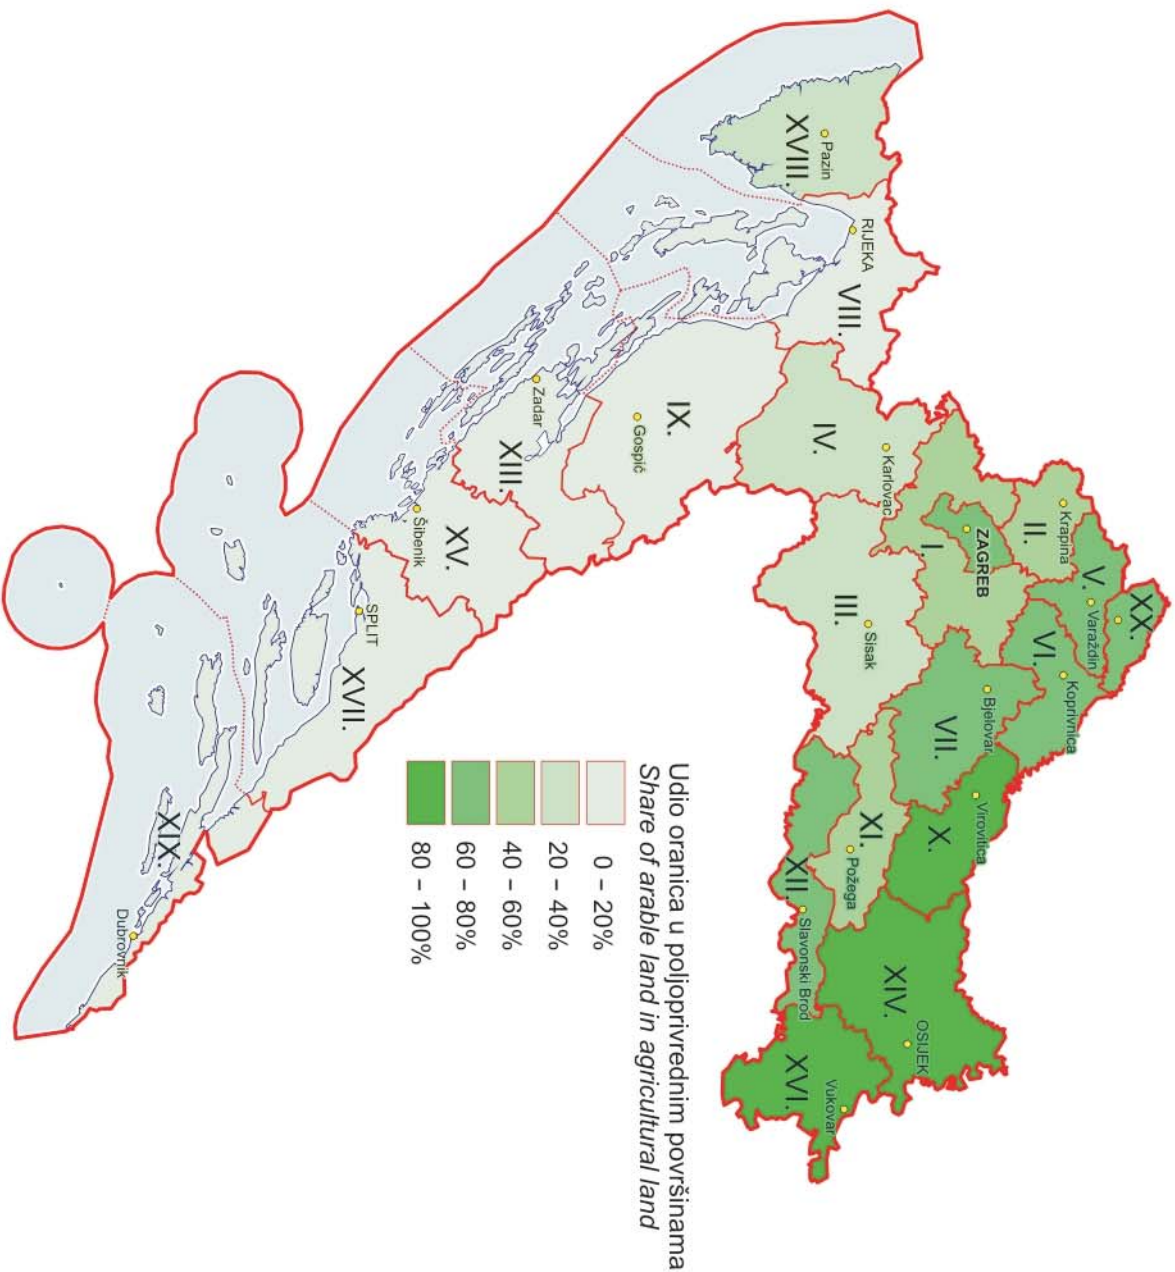 Pazin
XVIII.
RIJEKA
VIII.
IX.
Gospić
Zadar
XIII.
Šibenik
XV.
SPLIT
XVII.
XIX.
Dubrovnik
IV.
Karlovac
Krapina
II.
ZAGREB
I.
V.
Varaždin
XX.
VI.
Koprivnica
III.
Sisak
Bjelovar
VII.
Virovitica
X.
XI.
Požega
XII.
Slavonski Brod
XIV.
OSIJEK
XVI.
Vukovar
Udio oranica u poljoprivrednim površinama
Share of arable land in agricultural land
0 – 20%
20 – 40%
40 – 60%
60 – 80%
80 – 100%